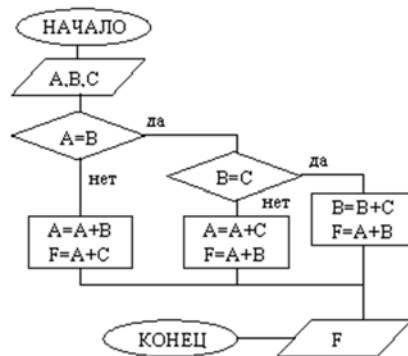 НАЧАЛО
A,B,C
A=B
да
нет
B=C
да
нет
A=A+B
F=A+C
A=A+C
F=A+B
B=B+C
F=A+B
КОНЕЦ
F